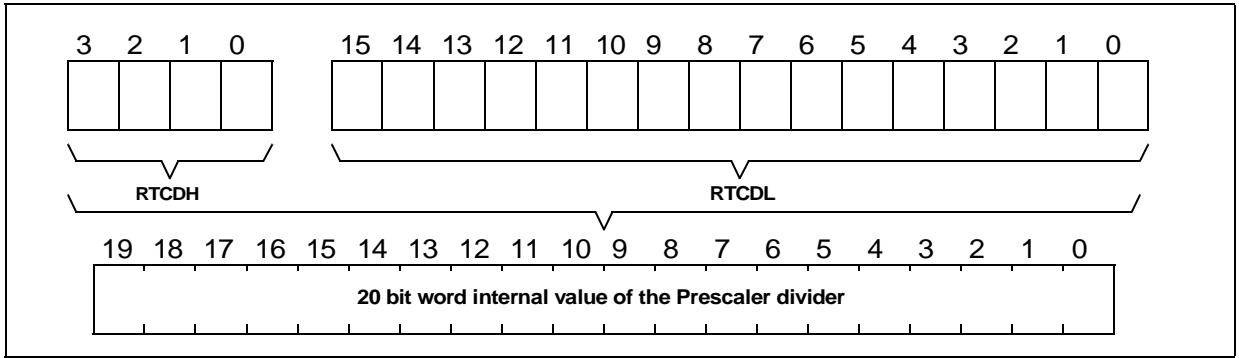 3 2 1 0 15 14 13 12 11 10 9 8 7 6 5 4 3 2 1 0
RTCDH RTCDL
19 18 17 16 15 14 13 12 11 10 9 8 7 6 5 4 3 2 1 0
20 bit word internal value of the Prescaler divider